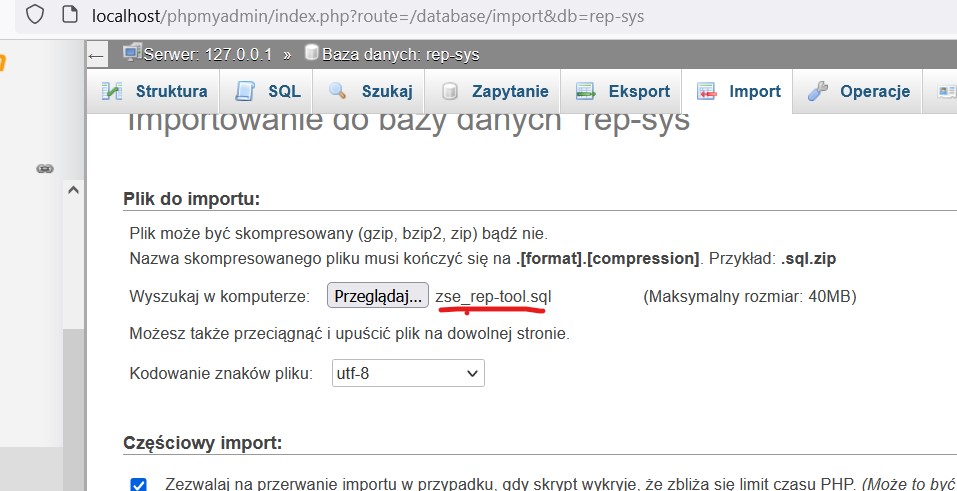 localhost/phpmyadmin/index.php?route=/database/import&db=rep-sys
Serwer: 127.0.0.1 » Baza danych: rep-sys
Struktura SQL Szukaj Zapytanie Eksport Import Operacje
Importowanie do bazy danych "rep-sys"
Plik do importu:
Plik może być skompresowany (gzip, bzip2, zip) bądź nie.
Nazwa skompresowanego pliku musi kończyć się na .[format].[compression]. Przykład: .sql.zip
Wyszukaj w komputerze: Przeglądaj... zse_rep-tool.sql (Maksymalny rozmiar: 40MB)
Możesz także przeciągnąć i upuścić plik na dowolnej stronie.
Kodowanie znaków pliku: utf-8
Częściowy import:
Zezwalaj na przerwanie importu w przypadku, gdy skrypt wykryje, że zbliża się limit czasu PHP. (Może to być